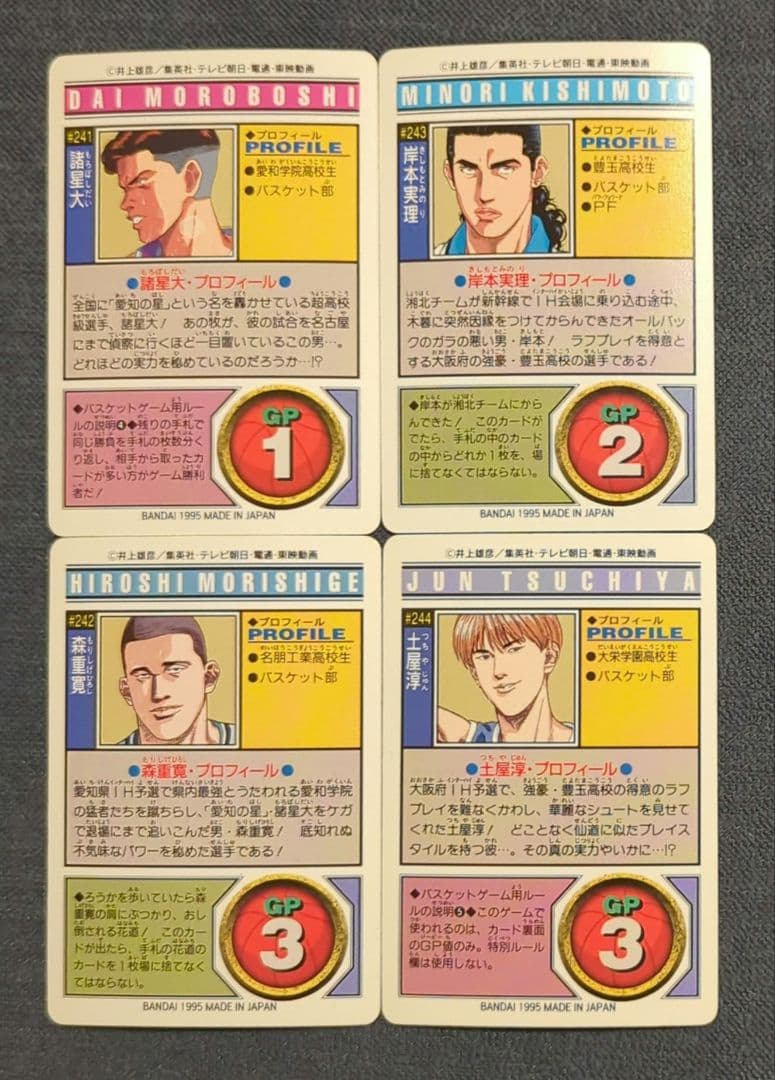 ©井上雄彦/集英社・テレビ朝日・電通・東映動画
DAI MOROBOSHI
#241
諸星大
もろぼしだい
◆プロフィール
PROFILE
●愛和学院高校生
●バスケット部
●諸星大・プロフィール●
全国に「愛知の星」という名を轟かせている超高校
級選手、諸星大! あの牧が、彼の試合を名古屋
にまで偵察に行くほど一目置いているこの男…。
どれほどの実力を秘めているのだろうか…!?
◆バスケットゲーム用ルー
ルの説明❹◆残りの手札で
同じ勝負を手札の枚数分く
り返し、相手から取ったカ
ードが多い方がゲーム勝利
者だ!
GP
1
BANDAI 1995 MADE IN JAPAN
©井上雄彦/集英社・テレビ朝日・電通・東映動画
MINORI KISHIMOTO
#243
岸本実理
きしもとみのり
◆プロフィール
PROFILE
●豊玉高校生
●バスケット部
●PF
●岸本実理・プロフィール●
湘北チームが新幹線でIH会場に乗り込む途中、
木暮に突然因縁をつけてからんできたオールバッ
クのガラの悪い男・岸本! ラフプレイを得意と
する大阪府の強豪・豊玉高校の選手である!
◆岸本が湘北チームにから
んできた! このカードが
でたら、手札の中のカード
の中からどれか1枚を、場
に捨てなくてはならない。
GP
2
BANDAI 1995 MADE IN JAPAN
©井上雄彦/集英社・テレビ朝日・電通・東映動画
HIROSHI MORISHIGE
#242
森重寛
もりしげひろし
◆プロフィール
PROFILE
●名朋工業高校生
●バスケット部
●森重寛・プロフィール●
愛知県IH予選で県内最強とうたわれる愛和学院
の猛者たちを蹴ちらし、「愛知の星」・諸星大をケガ
で退場にまで追いこんだ男・森重寛! 底知れぬ
不気味なパワーを秘めた選手である!
◆ろうかを歩いていたら森
重寛の肩にぶつかり、おし
倒される花道! このカー
ドが出たら、手札の花道の
カードを1枚場に捨てなく
てはならない。
GP
3
BANDAI 1995 MADE IN JAPAN
©井上雄彦/集英社・テレビ朝日・電通・東映動画
JUN TSUCHIYA
#244
土屋淳
つちやじゅん
◆プロフィール
PROFILE
●大栄学園高校生
●バスケット部
●土屋淳・プロフィール●
大阪府IH予選で、強豪・豊玉高校の得意のラフ
プレイを難なくかわし、華麗なシュートを見せて
くれた土屋淳! どことなく仙道に似たプレイス
タイルを持つ彼…。その真の実力やいかに…!?
◆バスケットゲーム用ルー
ルの説明❺◆このゲームで
使われるのは、カード裏面
のGP値のみ。特別ルール
欄は使用しない。
GP
3
BANDAI 1995 MADE IN JAPAN